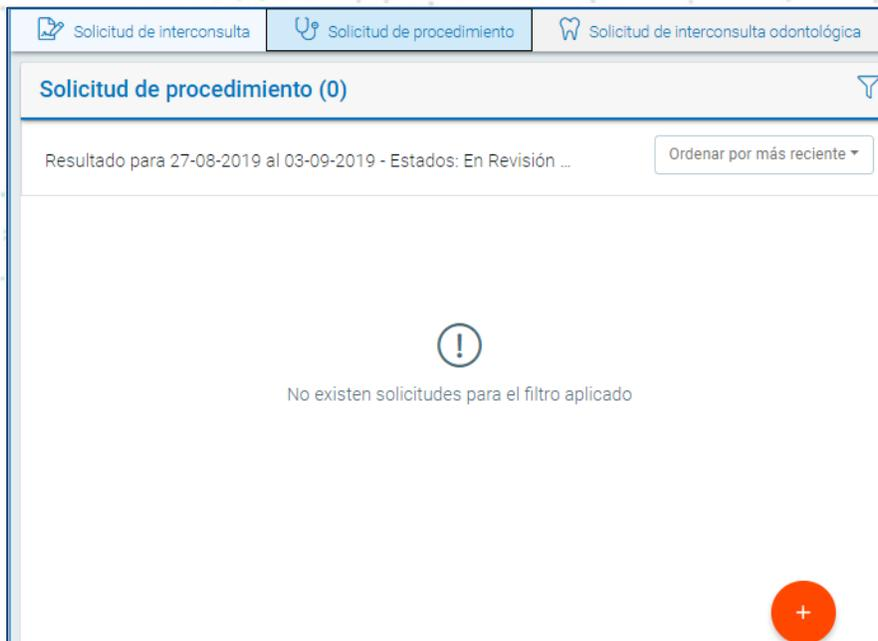 Solicitud de interconsulta
Solicitud de procedimiento
Solicitud de interconsulta odontológica
Solicitud de procedimiento (0)
Resultado para 27-08-2019 al 03-09-2019 - Estados: En Revisión ...
Ordenar por más reciente
No existen solicitudes para el filtro aplicado